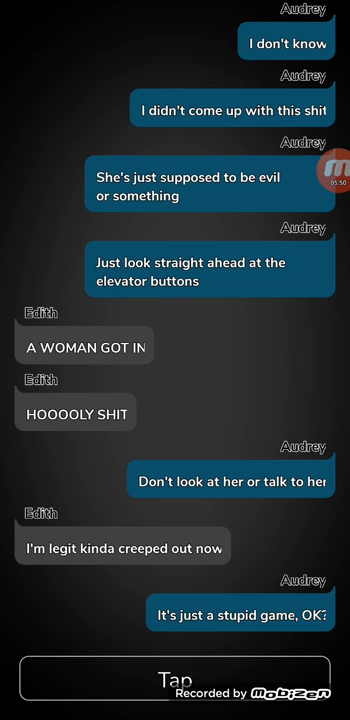 Audrey
I don't know
Audrey
I didn't come up with this shit
Audrey
She's just supposed to be evil
or something
05:50
Audrey
Just look straight ahead at the
elevator buttons
Edith
A WOMAN GOT IN
Edith
HOOOOLY SHIT
Audrey
Don't look at her or talk to her
Edith
I'm legit kinda creeped out now
Audrey
It's just a stupid game, OK?
Tap
Recorded by Mobizen